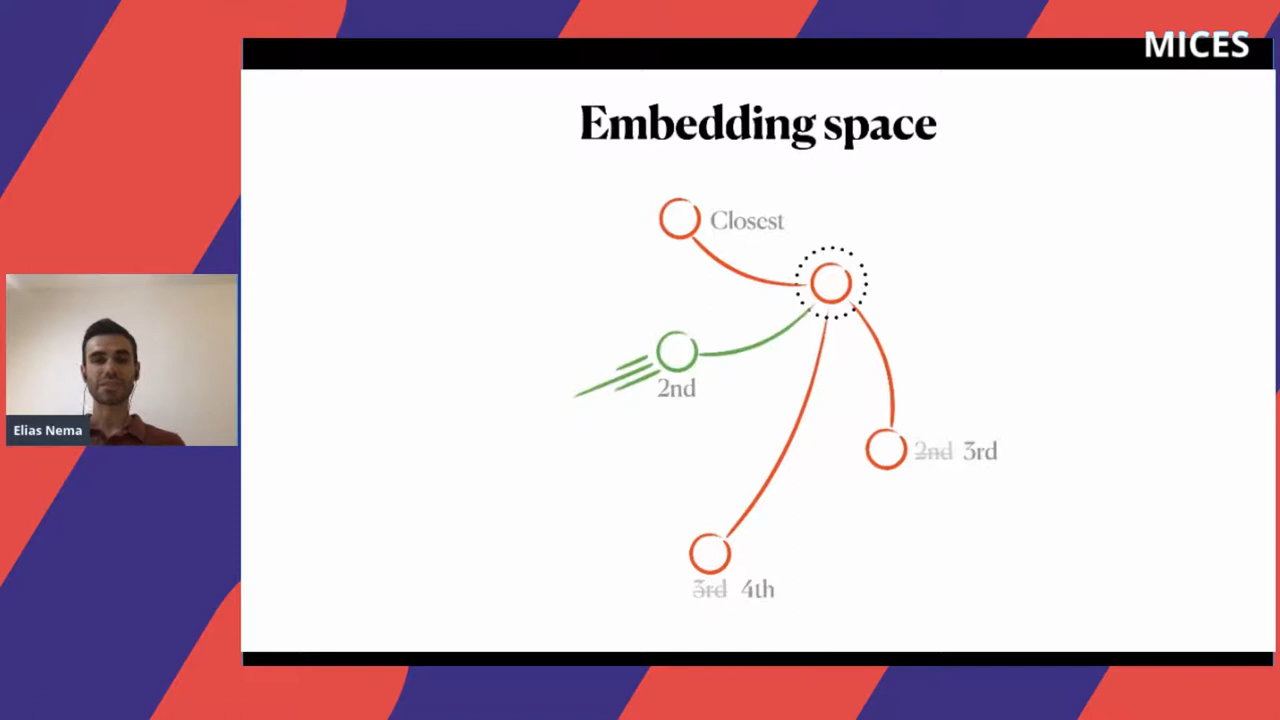 MICES
Embedding space
Closest
2nd
2nd 3rd
3rd 4th
Elias Nema